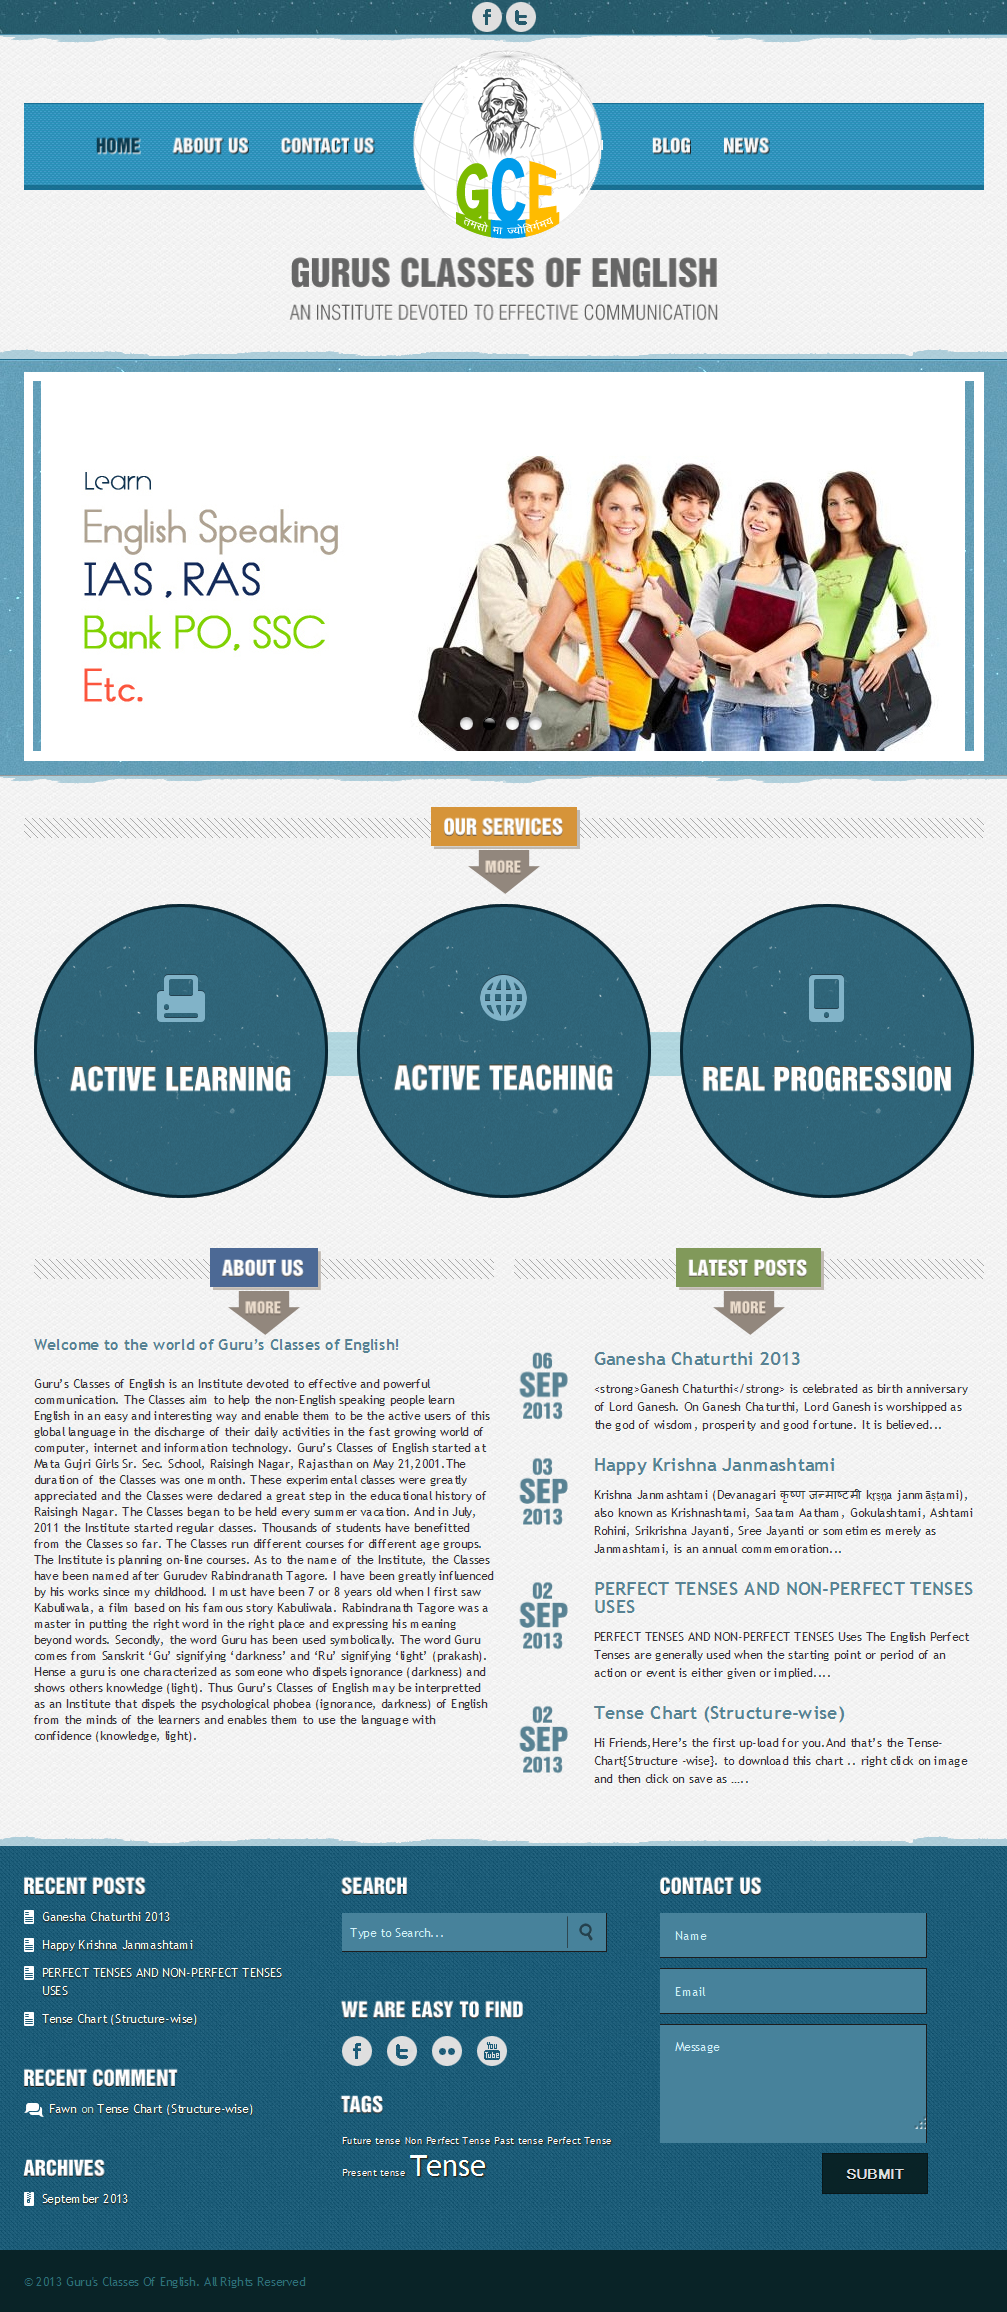 HOME
ABOUT US
CONTACT US
BLOG
NEWS
GCE
तमसो मा ज्योतिर्गमय
GURUS CLASSES OF ENGLISH
AN INSTITUTE DEVOTED TO EFFECTIVE COMMUNICATION
Learn
English Speaking
IAS , RAS
Bank PO, SSC
Etc.
OUR SERVICES
MORE
ACTIVE LEARNING
ACTIVE TEACHING
REAL PROGRESSION
ABOUT US
MORE
Welcome to the world of Guru’s Classes of English!
Guru’s Classes of English is an Institute devoted to effective and powerful
communication. The Classes aim to help the non-English speaking people learn
English in an easy and interesting way and enable them to be the active users of this
global language in the discharge of their daily activities in the fast growing world of
computer, internet and information technology. Guru’s Classes of English started at
Mata Gujri Girls Sr. Sec. School, Raisingh Nagar, Rajasthan on May 21,2001.The
duration of the Classes was one month. These experimental classes were greatly
appreciated and the Classes were declared a great step in the educational history of
Raisingh Nagar. The Classes began to be held every summer vacation. And in July,
2011 the Institute started regular classes. Thousands of students have benefitted
from the Classes so far. The Classes run different courses for different age groups.
The Institute is planning on-line courses. As to the name of the Institute, the Classes
have been named after Gurudev Rabindranath Tagore. I have been greatly influenced
by his works since my childhood. I must have been 7 or 8 years old when I first saw
Kabuliwala, a film based on his famous story Kabuliwala. Rabindranath Tagore was a
master in putting the right word in the right place and expressing his meaning
beyond words. Secondly, the word Guru has been used symbolically. The word Guru
comes from Sanskrit ‘Gu’ signifying ‘darkness’ and ‘Ru’ signifying ‘light’ (prakash).
Hense a guru is one characterized as someone who dispels ignorance (darkness) and
shows others knowledge (light). Thus Guru’s Classes of English may be interpretted
as an Institute that dispels the psychological phobea (ignorance, darkness) of English
from the minds of the learners and enables them to use the language with
confidence (knowledge, light).
LATEST POSTS
MORE
06
SEP
2013
Ganesha Chaturthi 2013
<strong>Ganesh Chaturthi</strong> is celebrated as birth anniversary
of Lord Ganesh. On Ganesh Chaturthi, Lord Ganesh is worshipped as
the god of wisdom, prosperity and good fortune. It is believed...
03
SEP
2013
Happy Krishna Janmashtami
Krishna Janmashtami (Devanagari कृष्ण जन्माष्टमी kṛṣṇa janmāṣṭami),
also known as Krishnashtami, Saatam Aatham, Gokulashtami, Ashtami
Rohini, Srikrishna Jayanti, Sree Jayanti or sometimes merely as
Janmashtami, is an annual commemoration...
02
SEP
2013
PERFECT TENSES AND NON-PERFECT TENSES
USES
PERFECT TENSES AND NON-PERFECT TENSES Uses The English Perfect
Tenses are generally used when the starting point or period of an
action or event is either given or implied....
02
SEP
2013
Tense Chart (Structure-wise)
Hi Friends,Here’s the first up-load for you.And that’s the Tense-
Chart{Structure -wise}. to download this chart .. right click on image
and then click on save as .....
RECENT POSTS
Ganesha Chaturthi 2013
Happy Krishna Janmashtami
PERFECT TENSES AND NON-PERFECT TENSES
USES
Tense Chart (Structure-wise)
RECENT COMMENT
Fawn on Tense Chart (Structure-wise)
ARCHIVES
September 2013
SEARCH
Type to Search...
WE ARE EASY TO FIND
You
Tube
TAGS
Future tense Non Perfect Tense Past tense Perfect Tense
Present tense Tense
CONTACT US
Name
Email
Message
SUBMIT
© 2013 Guru's Classes Of English. All Rights Reserved